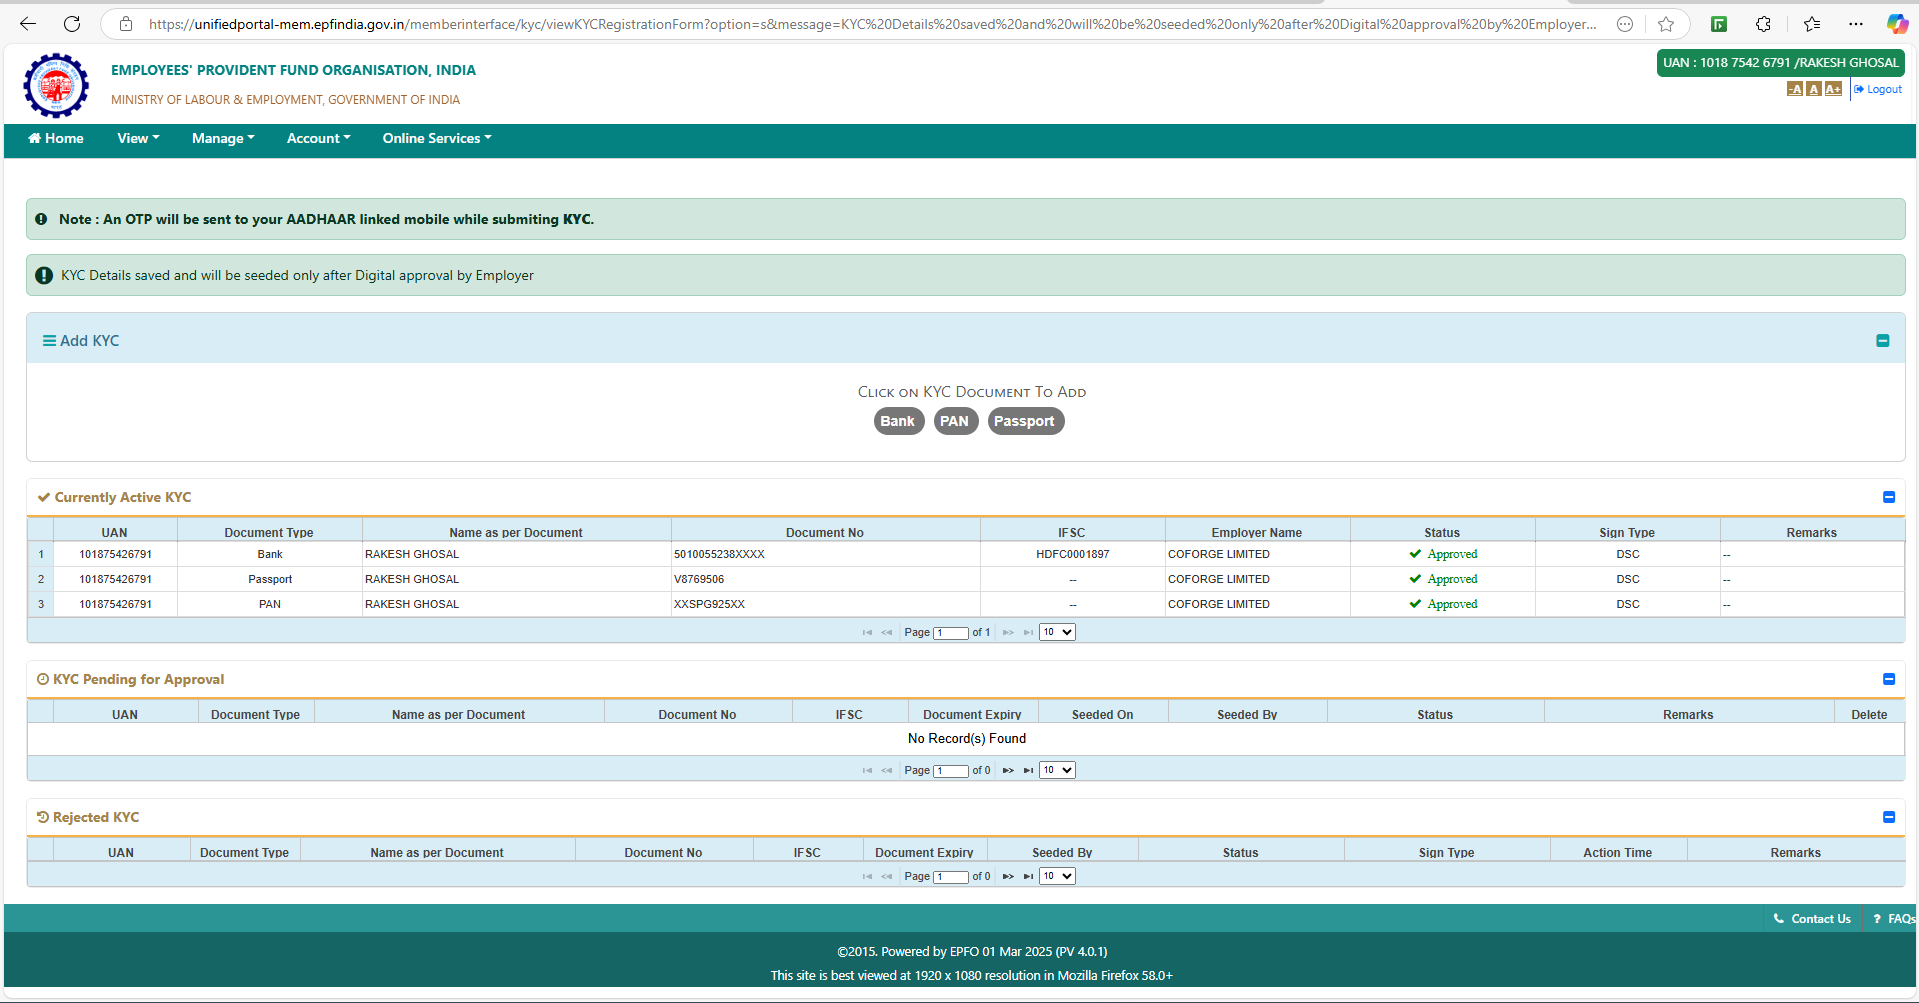 https://unifiedportal-mem.epfindia.gov.in/memberinterface/kyc/viewKYCRegistrationForm?option=s&message=KYC%20Details%20saved%20and%20will%20be%20seeded%20only%20after%20Digital%20approval%20by%20Employer...
EMPLOYEES' PROVIDENT FUND ORGANISATION, INDIA
MINISTRY OF LABOUR & EMPLOYMENT, GOVERNMENT OF INDIA
UAN : 1018 7542 6791 /RAKESH GHOSAL
-A A A+ Logout
Home View Manage Account Online Services
Note : An OTP will be sent to your AADHAAR linked mobile while submiting KYC.
KYC Details saved and will be seeded only after Digital approval by Employer
Add KYC
CLICK ON KYC DOCUMENT TO ADD
Bank PAN Passport
Currently Active KYC
UAN Document Type Name as per Document Document No IFSC Employer Name Status Sign Type Remarks
1 101875426791 Bank RAKESH GHOSAL 5010055238XXXX HDFC0001897 COFORGE LIMITED Approved DSC --
2 101875426791 Passport RAKESH GHOSAL V8769506 -- COFORGE LIMITED Approved DSC --
3 101875426791 PAN RAKESH GHOSAL XXSPG925XX -- COFORGE LIMITED Approved DSC --
Page 1 of 1 10
KYC Pending for Approval
UAN Document Type Name as per Document Document No IFSC Document Expiry Seeded On Seeded By Status Remarks Delete
No Record(s) Found
Page 1 of 0 10
Rejected KYC
UAN Document Type Name as per Document Document No IFSC Document Expiry Seeded By Status Sign Type Action Time Remarks
Page 1 of 0 10
Contact Us ? FAQs
©2015. Powered by EPFO 01 Mar 2025 (PV 4.0.1)
This site is best viewed at 1920 x 1080 resolution in Mozilla Firefox 58.0+